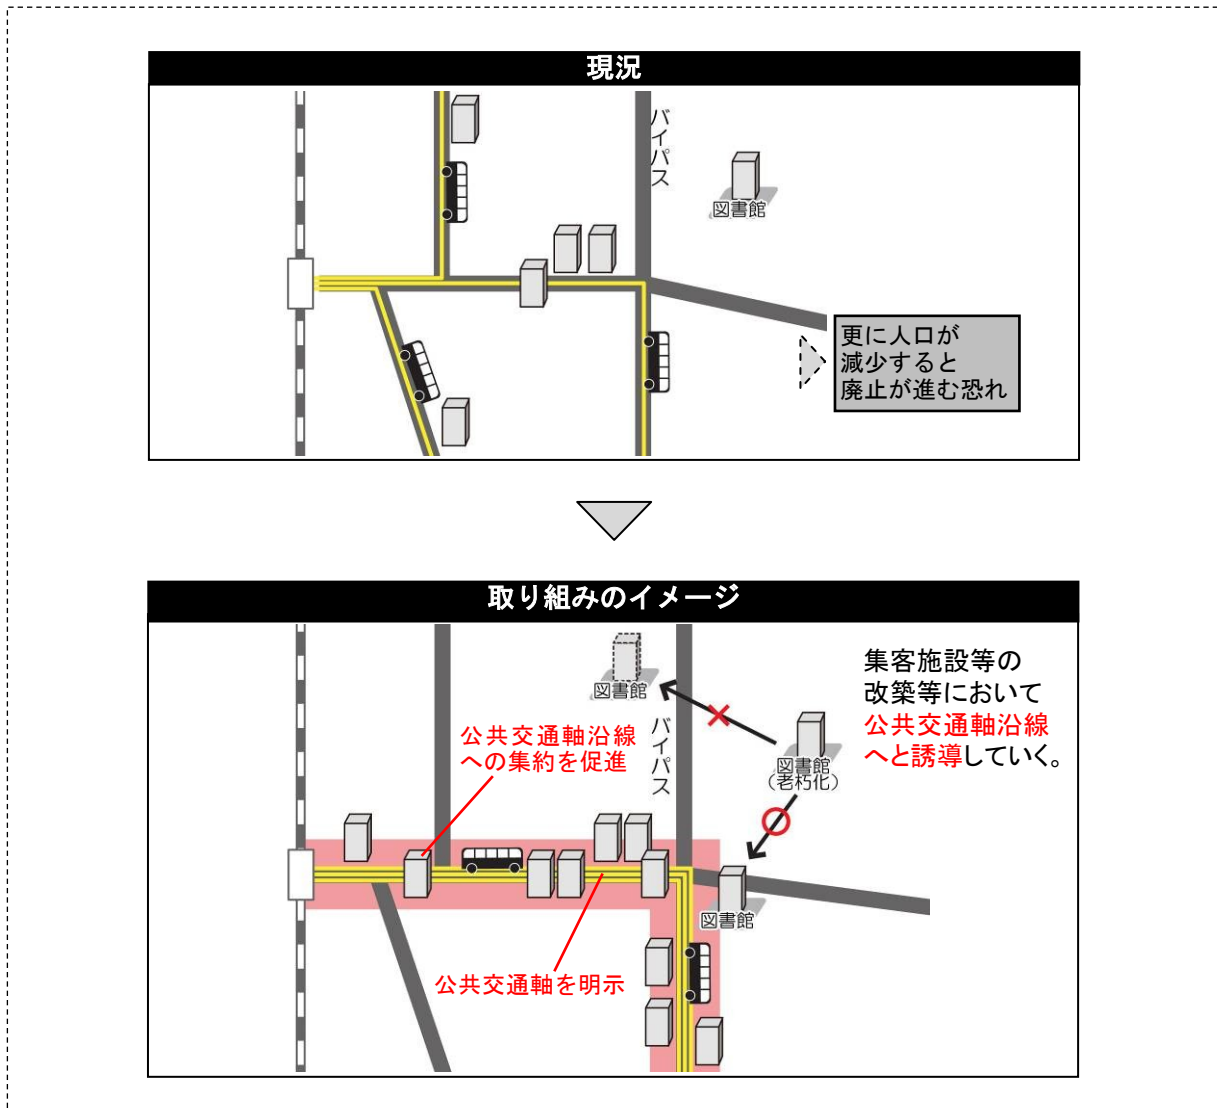 現況
バイパス
図書館
更に人口が
減少すると
廃止が進む恐れ
取り組みのイメージ
図書館
集客施設等の
改築等において
公共交通軸沿線
へと誘導していく。
公共交通軸沿線
への集約を促進
バイパス
図書館
（老朽化）
図書館
公共交通軸を明示